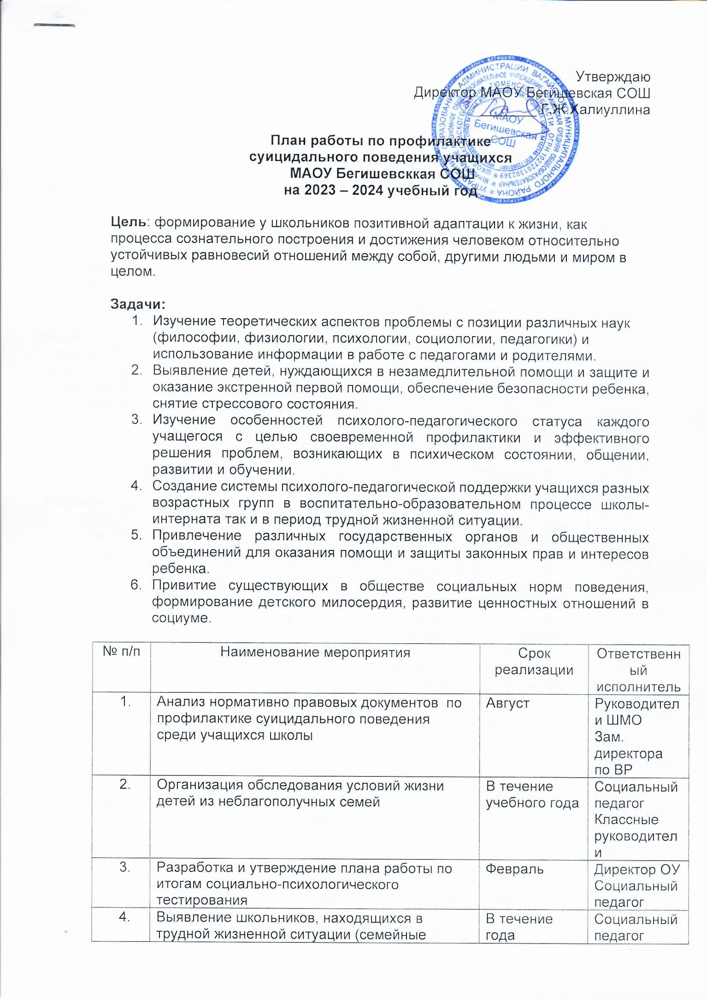 Утверждаю
Директор МАОУ Бегишевская СОШ
Г.Ж.Халиуллина
МАОУ
Бегишевская
СОШ
План работы по профилактике
суицидального поведения учащихся
МАОУ Бегишевсккая СОШ
на 2023 – 2024 учебный год
Цель: формирование у школьников позитивной адаптации к жизни, как
процесса сознательного построения и достижения человеком относительно
устойчивых равновесий отношений между собой, другими людьми и миром в
целом.
Задачи:
1. Изучение теоретических аспектов проблемы с позиции различных наук
(философии, физиологии, психологии, социологии, педагогики) и
использование информации в работе с педагогами и родителями.
2. Выявление детей, нуждающихся в незамедлительной помощи и защите и
оказание экстренной первой помощи, обеспечение безопасности ребенка,
снятие стрессового состояния.
3. Изучение особенностей психолого-педагогического статуса каждого
учащегося с целью своевременной профилактики и эффективного
решения проблем, возникающих в психическом состоянии, общении,
развитии и обучении.
4. Создание системы психолого-педагогической поддержки учащихся разных
возрастных групп в воспитательно-образовательном процессе школы-
интерната так и в период трудной жизненной ситуации.
5. Привлечение различных государственных органов и общественных
объединений для оказания помощи и защиты законных прав и интересов
ребенка.
6. Привитие существующих в обществе социальных норм поведения,
формирование детского милосердия, развитие ценностных отношений в
социуме.
№ п/п
Наименование мероприятия
Срок
реализации
Ответственн
ый
исполнитель
1.
Анализ нормативно правовых документов по
профилактике суицидального поведения
среди учащихся школы
Август
Руководител
и ШМО
Зам.
директора
по ВР
2.
Организация обследования условий жизни
детей из неблагополучных семей
В течение
учебного года
Социальный
педагог
Классные
руководител
и
3.
Разработка и утверждение плана работы по
итогам социально-психологического
тестирования
Февраль
Директор ОУ
Социальный
педагог
4.
Выявление школьников, находящихся в
трудной жизненной ситуации (семейные
В течение
года
Социальный
педагог